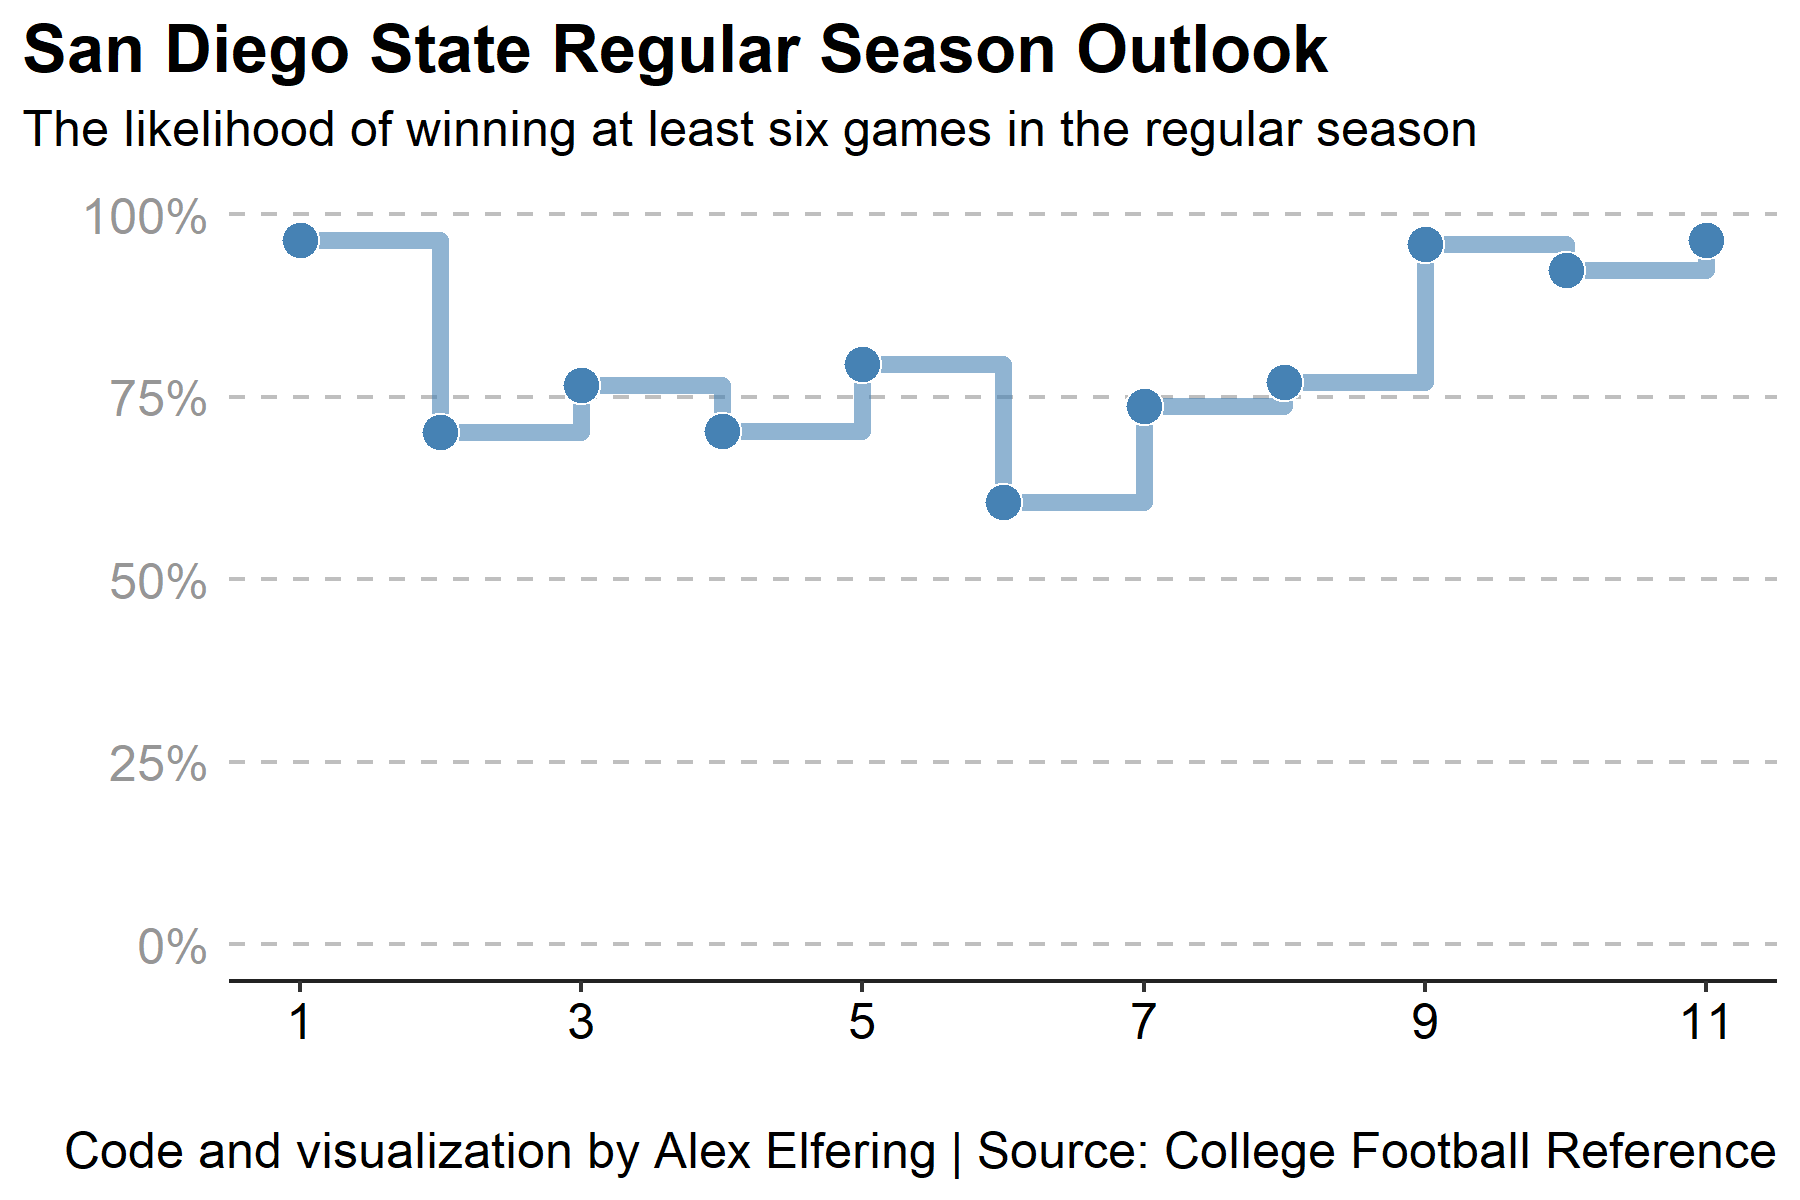 San Diego State Regular Season Outlook
The likelihood of winning at least six games in the regular season
100%
75%
50%
25%
0%
1 3 5 7 9 11
Code and visualization by Alex Elfering | Source: College Football Reference